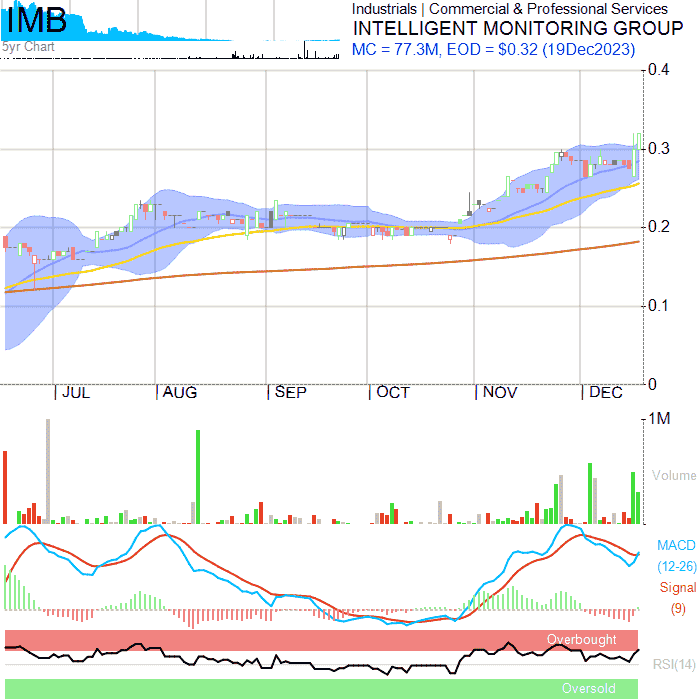 IMB
5yr Chart
Industrials | Commercial & Professional Services
INTELLIGENT MONITORING GROUP
MC = 77.3M, EOD = $0.32 (19Dec2023)
0.4
0.3
0.2
0.1
0
JUL
AUG
SEP
OCT
NOV
DEC
1M
Volume
MACD
(12-26)
Signal
(9)
Overbought
RSI(14)
Oversold